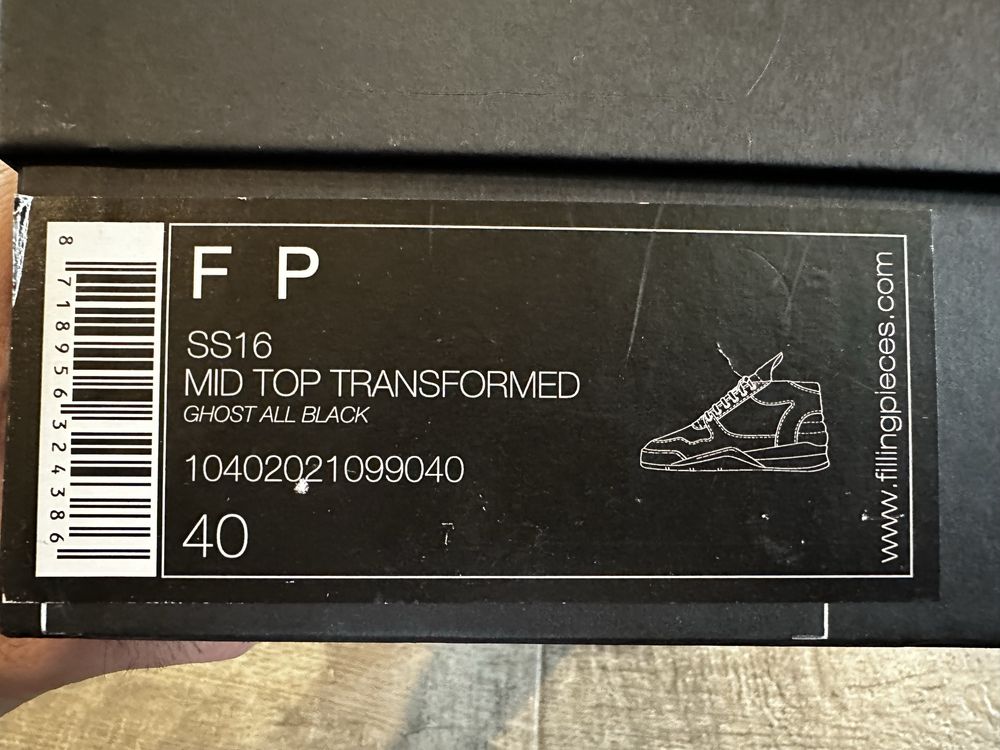 8 718956 324386
F P
SS16
MID TOP TRANSFORMED
GHOST ALL BLACK
10402021099040
40
www.fillingpieces.com